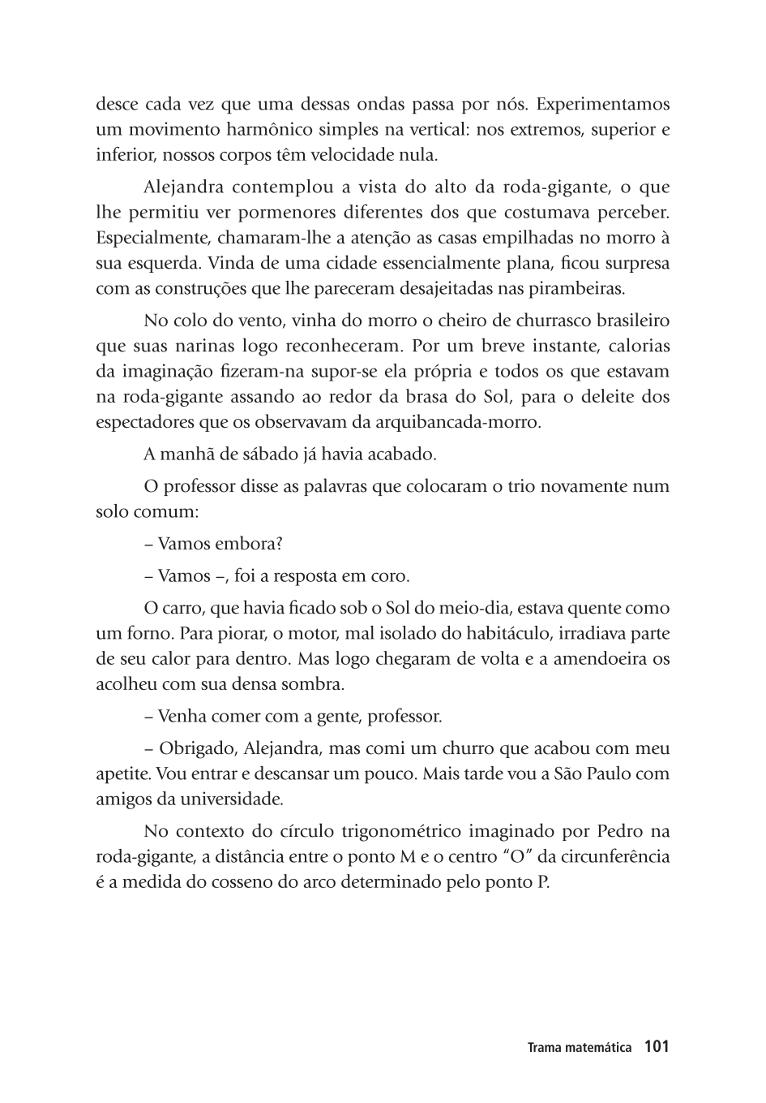 desce cada vez que uma dessas ondas passa por nós. Experimentamos
um movimento harmônico simples na vertical: nos extremos, superior e
inferior, nossos corpos têm velocidade nula.
Alejandra contemplou a vista do alto da roda-gigante, o que
lhe permitiu ver pormenores diferentes dos que costumava perceber.
Especialmente, chamaram-lhe a atenção as casas empilhadas no morro à
sua esquerda. Vinda de uma cidade essencialmente plana, ficou surpresa
com as construções que lhe pareceram desajeitadas nas pirambeiras.
No colo do vento, vinha do morro o cheiro de churrasco brasileiro
que suas narinas logo reconheceram. Por um breve instante, calorias
da imaginação fizeram-na supor-se ela própria e todos os que estavam
na roda-gigante assando ao redor da brasa do Sol, para o deleite dos
espectadores que os observavam da arquibancada-morro.
A manhã de sábado já havia acabado.
O professor disse as palavras que colocaram o trio novamente num
solo comum:
– Vamos embora?
– Vamos –, foi a resposta em coro.
O carro, que havia ficado sob o Sol do meio-dia, estava quente como
um forno. Para piorar, o motor, mal isolado do habitáculo, irradiava parte
de seu calor para dentro. Mas logo chegaram de volta e a amendoeira os
acolheu com sua densa sombra.
– Venha comer com a gente, professor.
– Obrigado, Alejandra, mas comi um churro que acabou com meu
apetite. Vou entrar e descansar um pouco. Mais tarde vou a São Paulo com
amigos da universidade.
No contexto do círculo trigonométrico imaginado por Pedro na
roda-gigante, a distância entre o ponto M e o centro “O” da circunferência
é a medida do cosseno do arco determinado pelo ponto P.
Trama matemática 101